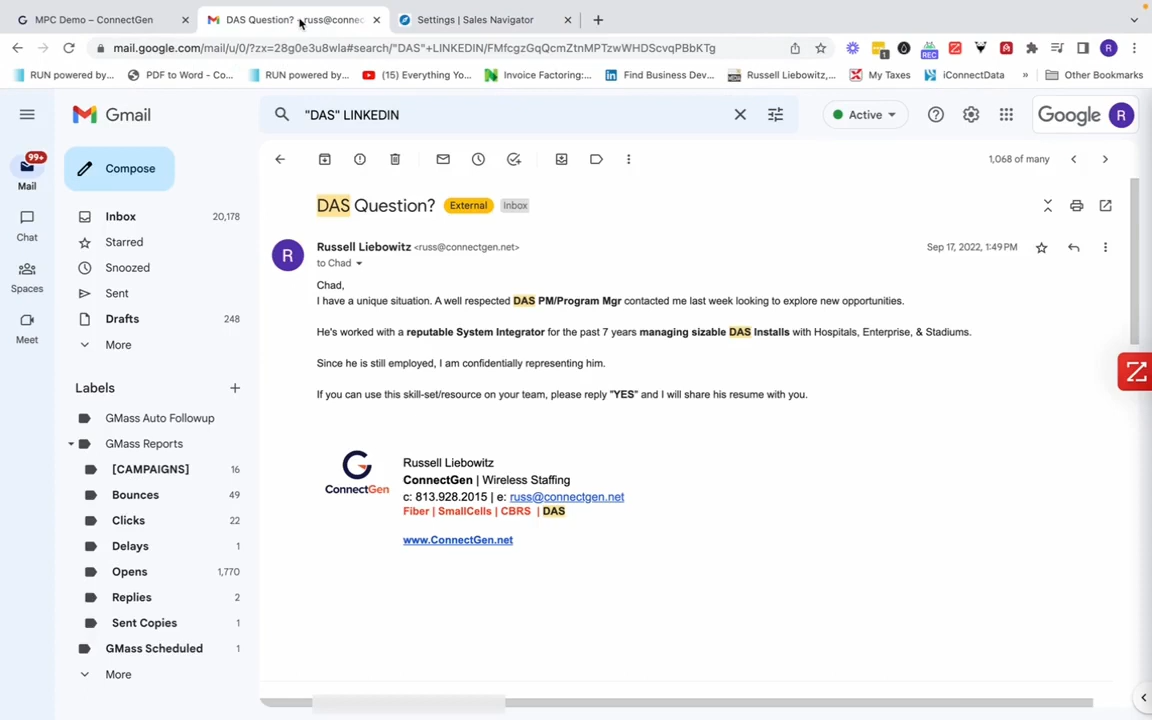 MPC Demo – ConnectGen
DAS Question? - russ@connec
Settings | Sales Navigator
mail.google.com/mail/u/0/?zx=28g0e3u8wla#search/"DAS"+LINKEDIN/FMfcgzGqQcmZtnMPTzwWHDScvqPBbKTg
1
REC
R
RUN powered by...
PDF to Word - Co...
RUN powered by...
(15) Everything Yo...
Invoice Factoring:...
Find Business Dev...
Russell Liebowitz,...
My Taxes
iConnectData
»
Other Bookmarks
Gmail
"DAS" LINKEDIN
Active
Google
R
99+
Mail
Chat
Spaces
Meet
Compose
Inbox 20,178
Starred
Snoozed
Sent
Drafts 248
More
Labels
GMass Auto Followup
GMass Reports
[CAMPAIGNS] 16
Bounces 49
Clicks 22
Delays 1
Opens 1,770
Replies 2
Sent Copies 1
GMass Scheduled 1
More
1,068 of many
DAS Question? External Inbox
R
Russell Liebowitz <russ@connectgen.net>
Sep 17, 2022, 1:49 PM
to Chad
Chad,
I have a unique situation. A well respected DAS PM/Program Mgr contacted me last week looking to explore new opportunities.
He's worked with a reputable System Integrator for the past 7 years managing sizable DAS Installs with Hospitals, Enterprise, & Stadiums.
Since he is still employed, I am confidentially representing him.
If you can use this skill-set/resource on your team, please reply "YES" and I will share his resume with you.
ConnectGen
Russell Liebowitz
ConnectGen | Wireless Staffing
c: 813.928.2015 | e: russ@connectgen.net
Fiber | SmallCells | CBRS | DAS
www.ConnectGen.net